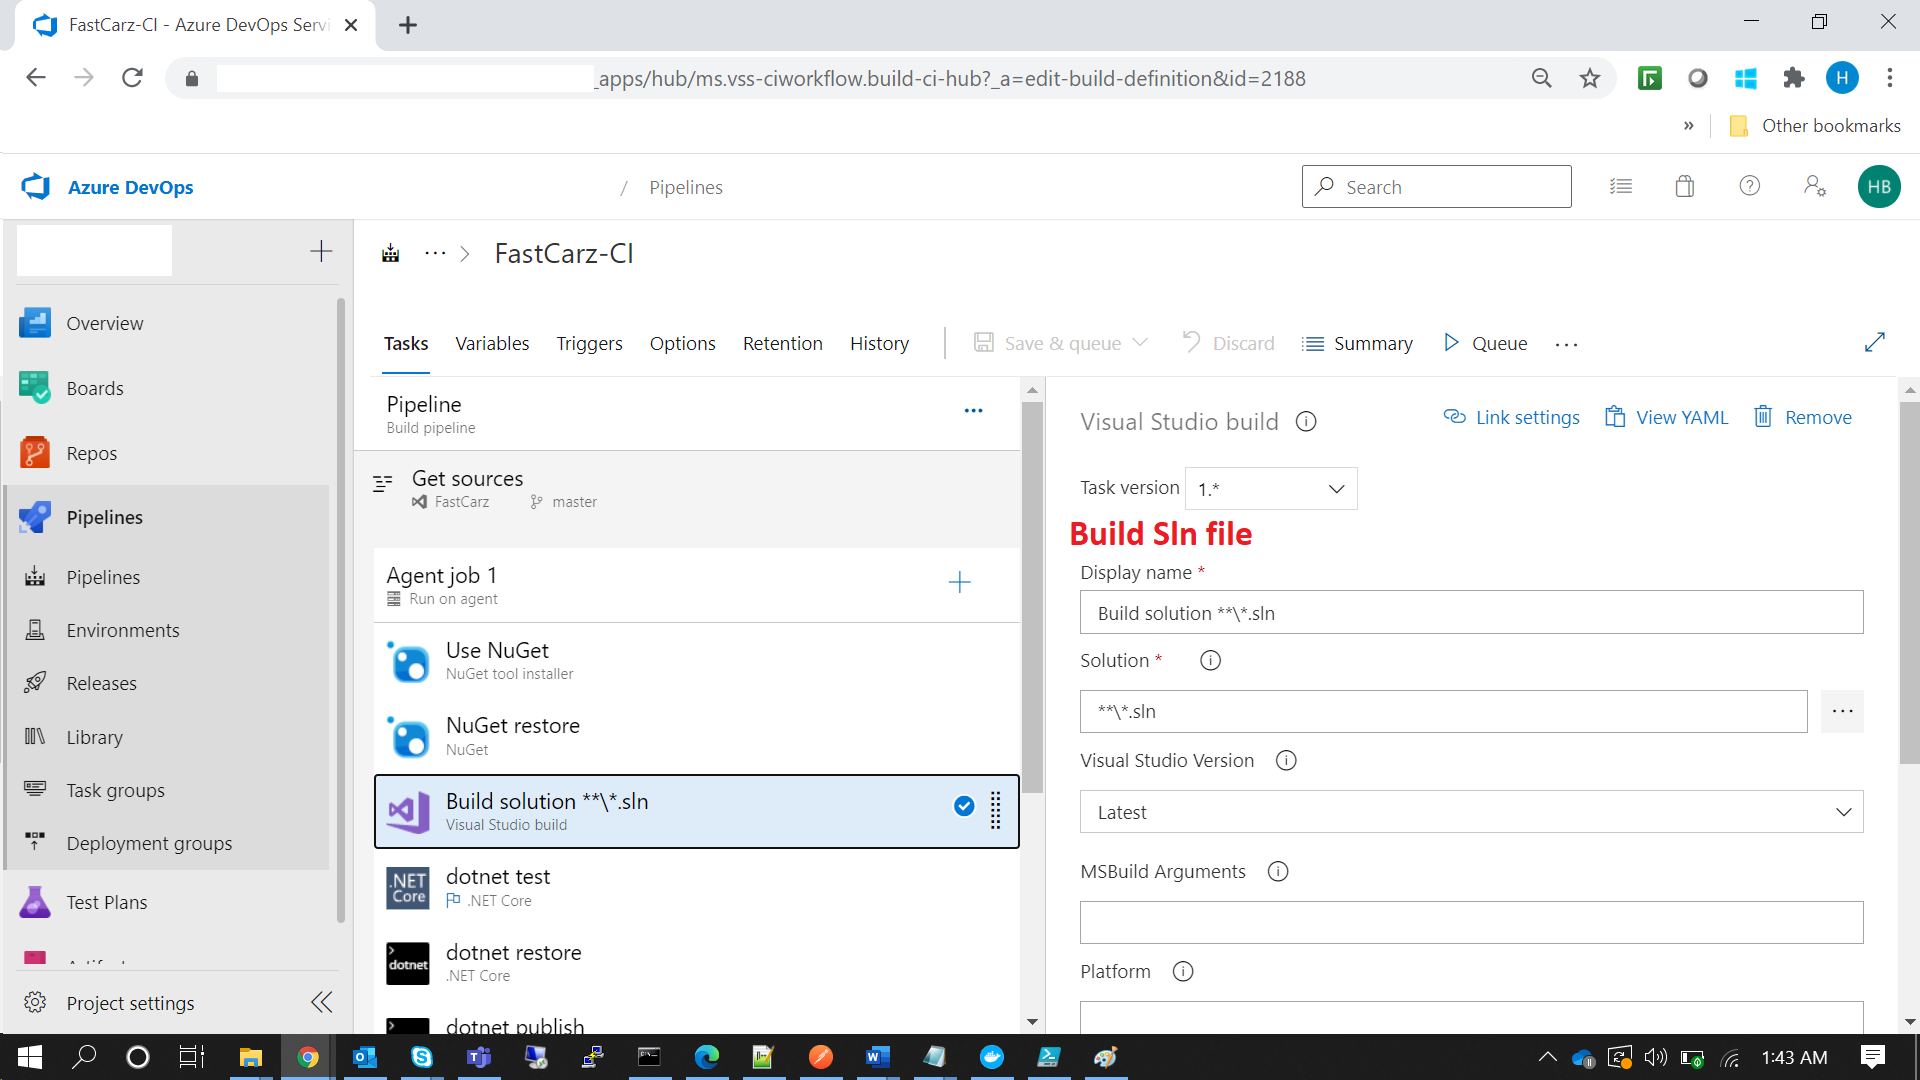 FastCarz-CI - Azure DevOps Servi
_apps/hub/ms.vss-ciworkflow.build-ci-hub?_a=edit-build-definition&id=2188
H
»
Other bookmarks
Azure DevOps
/ Pipelines
Search
HB
FastCarz-CI
Overview
Boards
Repos
Pipelines
Pipelines
Environments
Releases
Library
Task groups
Deployment groups
Test Plans
Project settings
Tasks Variables Triggers Options Retention History
Save & queue Discard Summary Queue
Pipeline
Build pipeline
Get sources
FastCarz master
Agent job 1
Run on agent
Use NuGet
NuGet tool installer
NuGet restore
NuGet
Build solution **\*.sln
Visual Studio build
.NET
Core
dotnet test
.NET Core
dotnet
dotnet restore
.NET Core
dotnet publish
Visual Studio build
Link settings View YAML Remove
Task version 1.*
Build Sln file
Display name *
Build solution **\*.sln
Solution *
**\*.sln
Visual Studio Version
Latest
MSBuild Arguments
Platform
1:43 AM